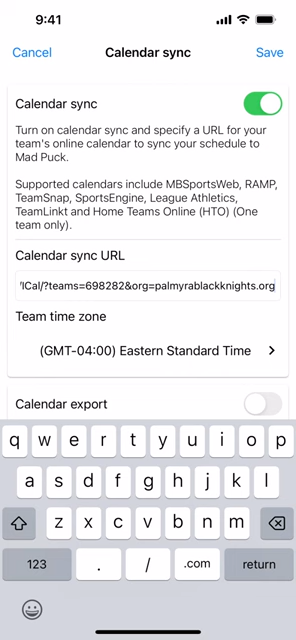 9:41
Cancel Calendar sync Save
Calendar sync
Turn on calendar sync and specify a URL for your
team's online calendar to sync your schedule to
Mad Puck.
Supported calendars include MBSportsWeb, RAMP,
TeamSnap, SportsEngine, League Athletics,
TeamLinkt and Home Teams Online (HTO) (One
team only).
Calendar sync URL
/ICal/?teams=698282&org=palmyrablackknights.org
Team time zone
(GMT-04:00) Eastern Standard Time
Calendar export
q w e r t y u i o p
a s d f g h j k l
z x c v b n m
123 . / .com return